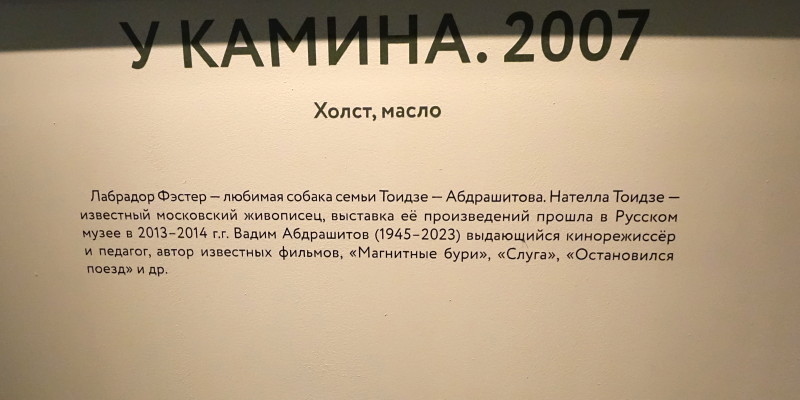 У КАМИНА. 2007
Холст, масло
Лабрадор Фэстер — любимая собака семьи Тоидзе — Абдрашитова. Нателла Тоидзе —
известный московский живописец, выставка её произведений прошла в Русском
музее в 2013–2014 г.г. Вадим Абдрашитов (1945–2023) выдающийся кинорежиссёр
и педагог, автор известных фильмов, «Магнитные бури», «Слуга», «Остановился
поезд» и др.